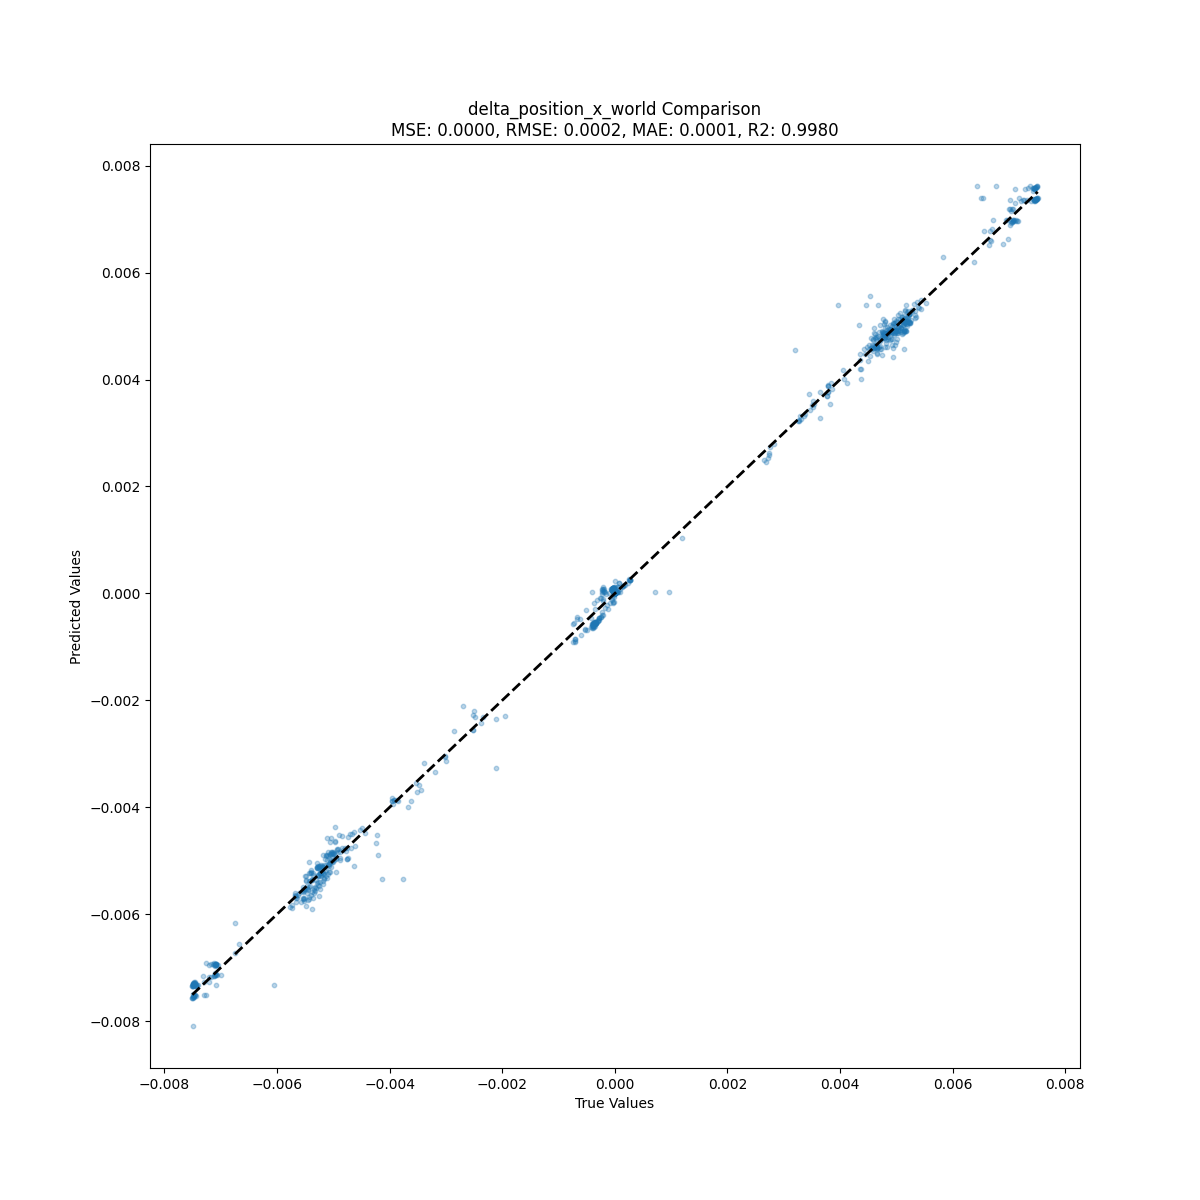 delta_position_x_world Comparison
MSE: 0.0000, RMSE: 0.0002, MAE: 0.0001, R2: 0.9980
0.008
0.006
0.004
0.002
0.000
−0.002
−0.004
−0.006
−0.008
Predicted Values
−0.008 −0.006 −0.004 −0.002 0.000 0.002 0.004 0.006 0.008
True Values